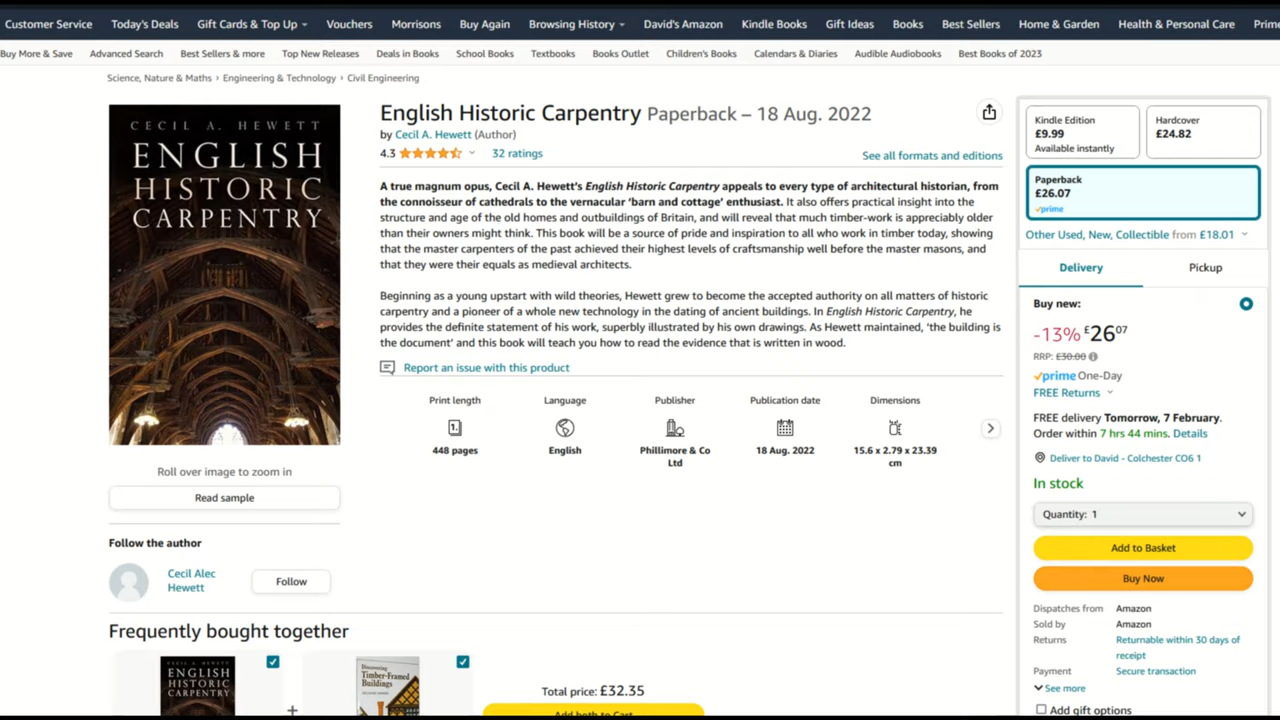 Customer Service Today's Deals Gift Cards & Top Up Vouchers Morrisons Buy Again Browsing History David's Amazon Kindle Books Gift Ideas Books Best Sellers Home & Garden Health & Personal Care Prime
Buy More & Save Advanced Search Best Sellers & more Top New Releases Deals in Books School Books Textbooks Books Outlet Children's Books Calendars & Diaries Audible Audiobooks Best Books of 2023
Science, Nature & Maths › Engineering & Technology › Civil Engineering
CECIL A. HEWETT
ENGLISH
HISTORIC
CARPENTRY
Roll over image to zoom in
Read sample
Follow the author
Cecil Alec
Hewett
Follow
English Historic Carpentry Paperback – 18 Aug. 2022
by Cecil A. Hewett (Author)
4.3 32 ratings
See all formats and editions
A true magnum opus, Cecil A. Hewett's English Historic Carpentry appeals to every type of architectural historian, from
the connoisseur of cathedrals to the vernacular 'barn and cottage' enthusiast. It also offers practical insight into the
structure and age of the old homes and outbuildings of Britain, and will reveal that much timber-work is appreciably older
than their owners might think. This book will be a source of pride and inspiration to all who work in timber today, showing
that the master carpenters of the past achieved their highest levels of craftsmanship well before the master masons, and
that they were their equals as medieval architects.
Beginning as a young upstart with wild theories, Hewett grew to become the accepted authority on all matters of historic
carpentry and a pioneer of a whole new technology in the dating of ancient buildings. In English Historic Carpentry, he
provides the definite statement of his work, superbly illustrated by his own drawings. As Hewett maintained, 'the building is
the document' and this book will teach you how to read the evidence that is written in wood.
Report an issue with this product
Print length
448 pages
Language
English
Publisher
Phillimore & Co
Ltd
Publication date
18 Aug. 2022
Dimensions
15.6 x 2.79 x 23.39
cm
Kindle Edition
£9.99
Available instantly
Hardcover
£24.82
Paperback
£26.07
prime
Other Used, New, Collectible from £18.01
Delivery Pickup
Buy new:
-13% £26 07
RRP: £30.00
prime One-Day
FREE Returns
FREE delivery Tomorrow, 7 February.
Order within 7 hrs 44 mins. Details
Deliver to David - Colchester CO6 1
In stock
Quantity: 1
Add to Basket
Buy Now
Dispatches from Amazon
Sold by Amazon
Returns Returnable within 30 days of
receipt
Payment Secure transaction
See more
Add gift options
Frequently bought together
CECIL A. HEWETT
ENGLISH
HISTORIC
CARPENTRY
+
Discovering
Timber-Framed
Buildings
Total price: £32.35
Add both to Cart